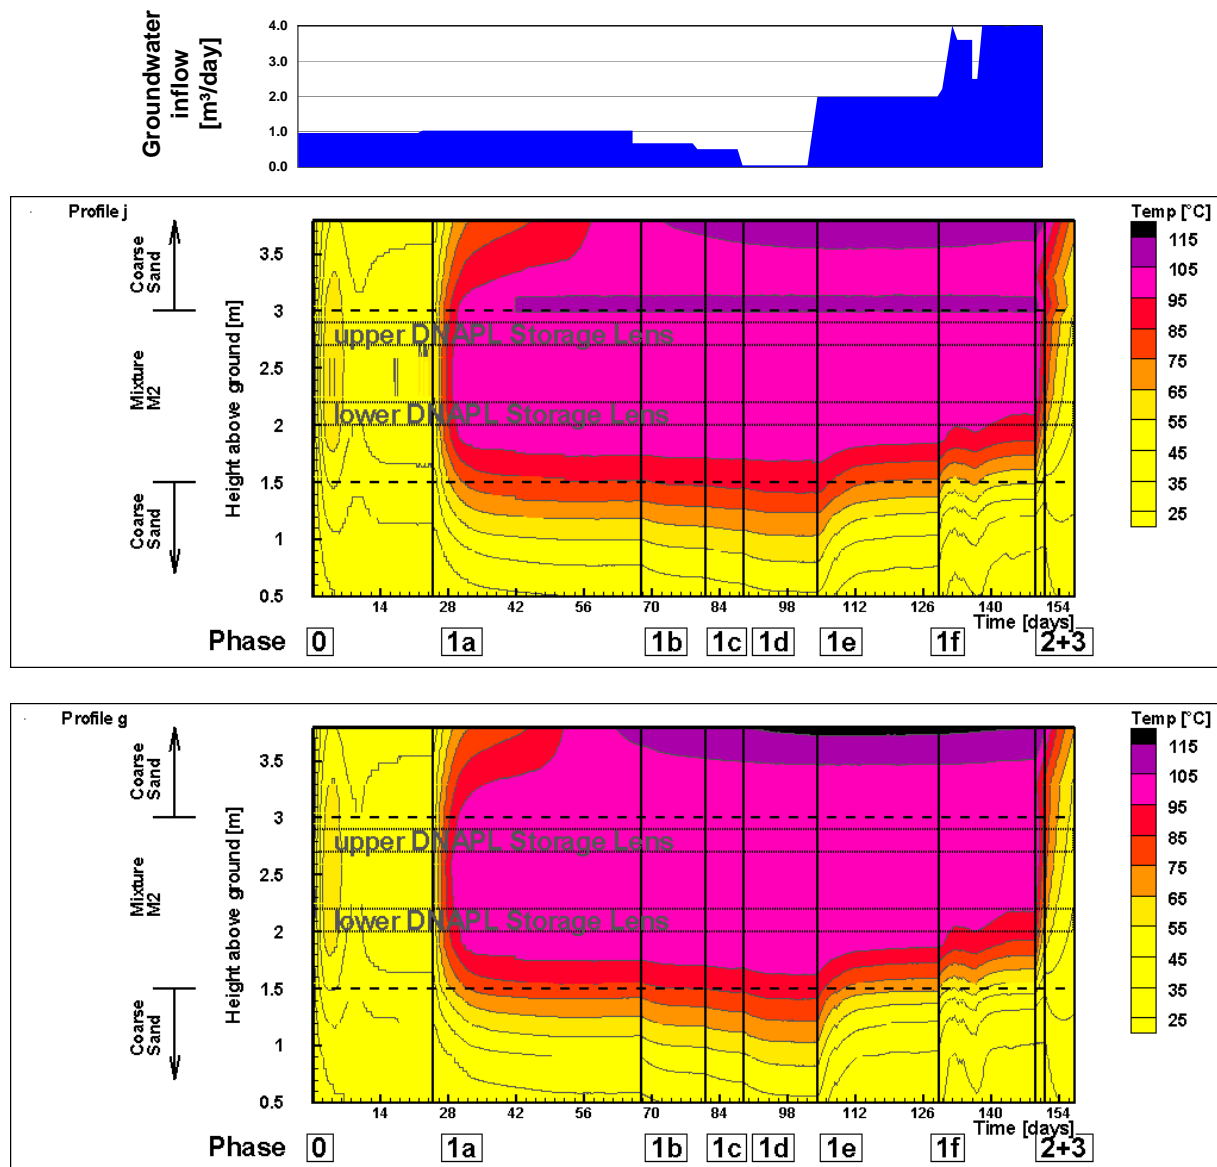 Groundwater
inflow
[m³/day]
4.0
3.0
2.0
1.0
0.0
Profile j
Temp [°C]
Coarse
Sand
Mixture
M2
Coarse
Sand
Height above ground [m]
3.5
3
2.5
2
1.5
1
0.5
upper DNAPL Storage Lens
lower DNAPL Storage Lens
115
105
95
85
75
65
55
45
35
25
14 28 42 56 70 84 98 112 126 140 154
Time [days]
Phase 0 1a 1b 1c 1d 1e 1f 2+3
Profile g
Temp [°C]
Coarse
Sand
Mixture
M2
Coarse
Sand
Height above ground [m]
3.5
3
2.5
2
1.5
1
0.5
upper DNAPL Storage Lens
lower DNAPL Storage Lens
115
105
95
85
75
65
55
45
35
25
14 28 42 56 70 84 98 112 126 140 154
Time [days]
Phase 0 1a 1b 1c 1d 1e 1f 2+3